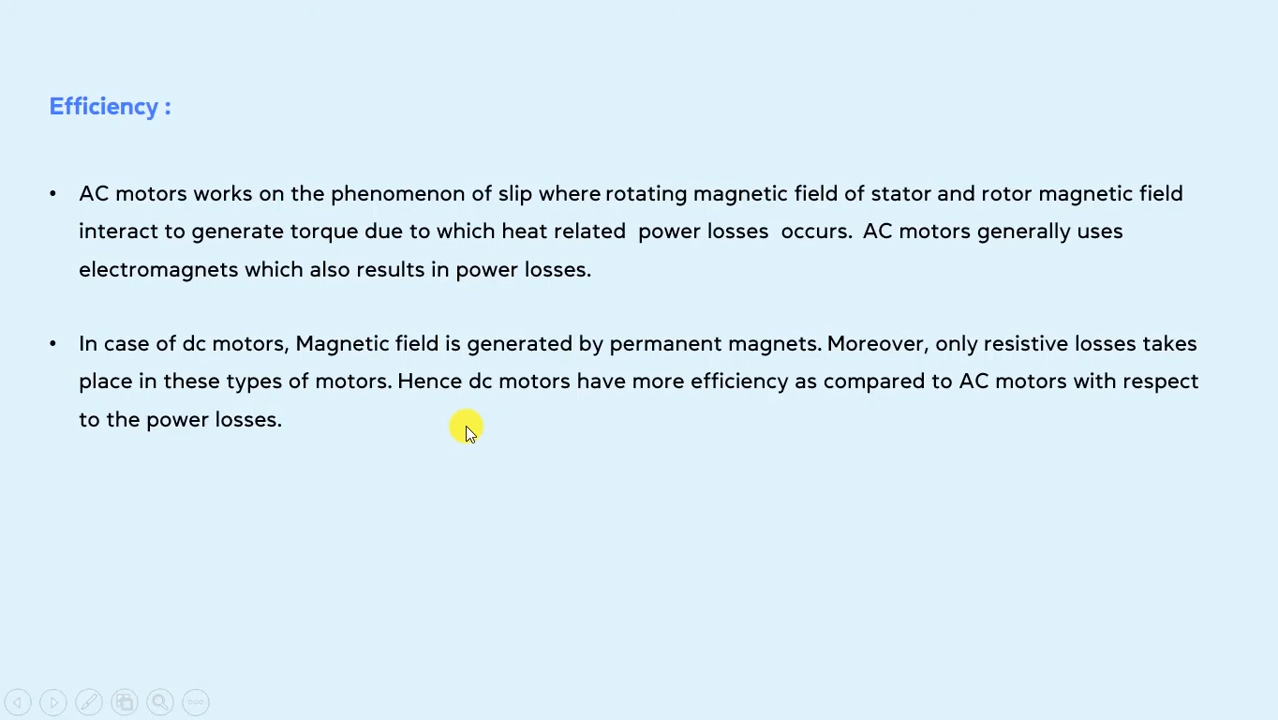 Efficiency :
• AC motors works on the phenomenon of slip where rotating magnetic field of stator and rotor magnetic field
interact to generate torque due to which heat related power losses occurs. AC motors generally uses
electromagnets which also results in power losses.
• In case of dc motors, Magnetic field is generated by permanent magnets. Moreover, only resistive losses takes
place in these types of motors. Hence dc motors have more efficiency as compared to AC motors with respect
to the power losses.